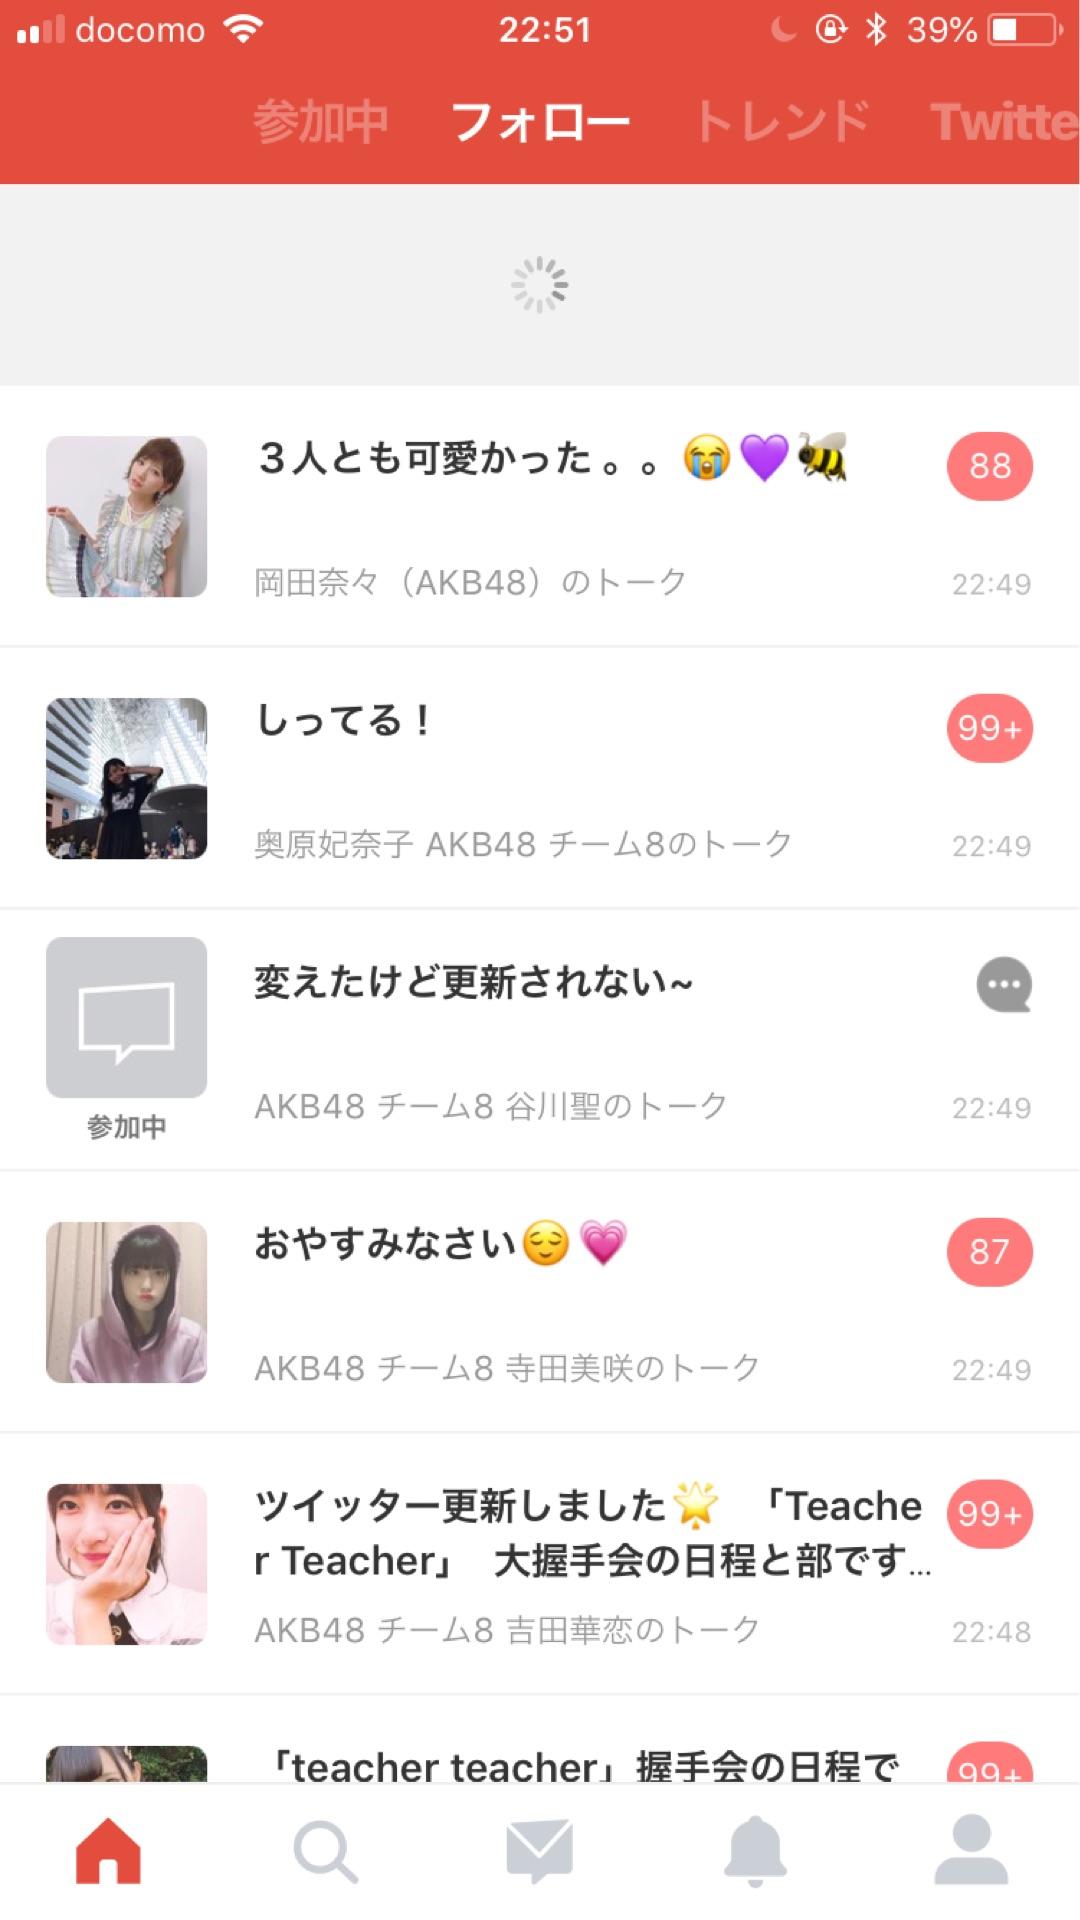 docomo 22:51 39%
参加中 フォロー トレンド Twitte
３人とも可愛かった。。😭💜🐝 88
岡田奈々（AKB48）のトーク 22:49
しってる！ 99+
奥原妃奈子 AKB48 チーム8のトーク 22:49
変えたけど更新されない~
AKB48 チーム8 谷川聖のトーク 22:49
参加中
おやすみなさい😌💗 87
AKB48 チーム8 寺田美咲のトーク 22:49
ツイッター更新しました🌟 「Teache 99+
r Teacher」 大握手会の日程と部です...
AKB48 チーム8 吉田華恋のトーク 22:48
「teacher teacher」握手会の日程で 99+